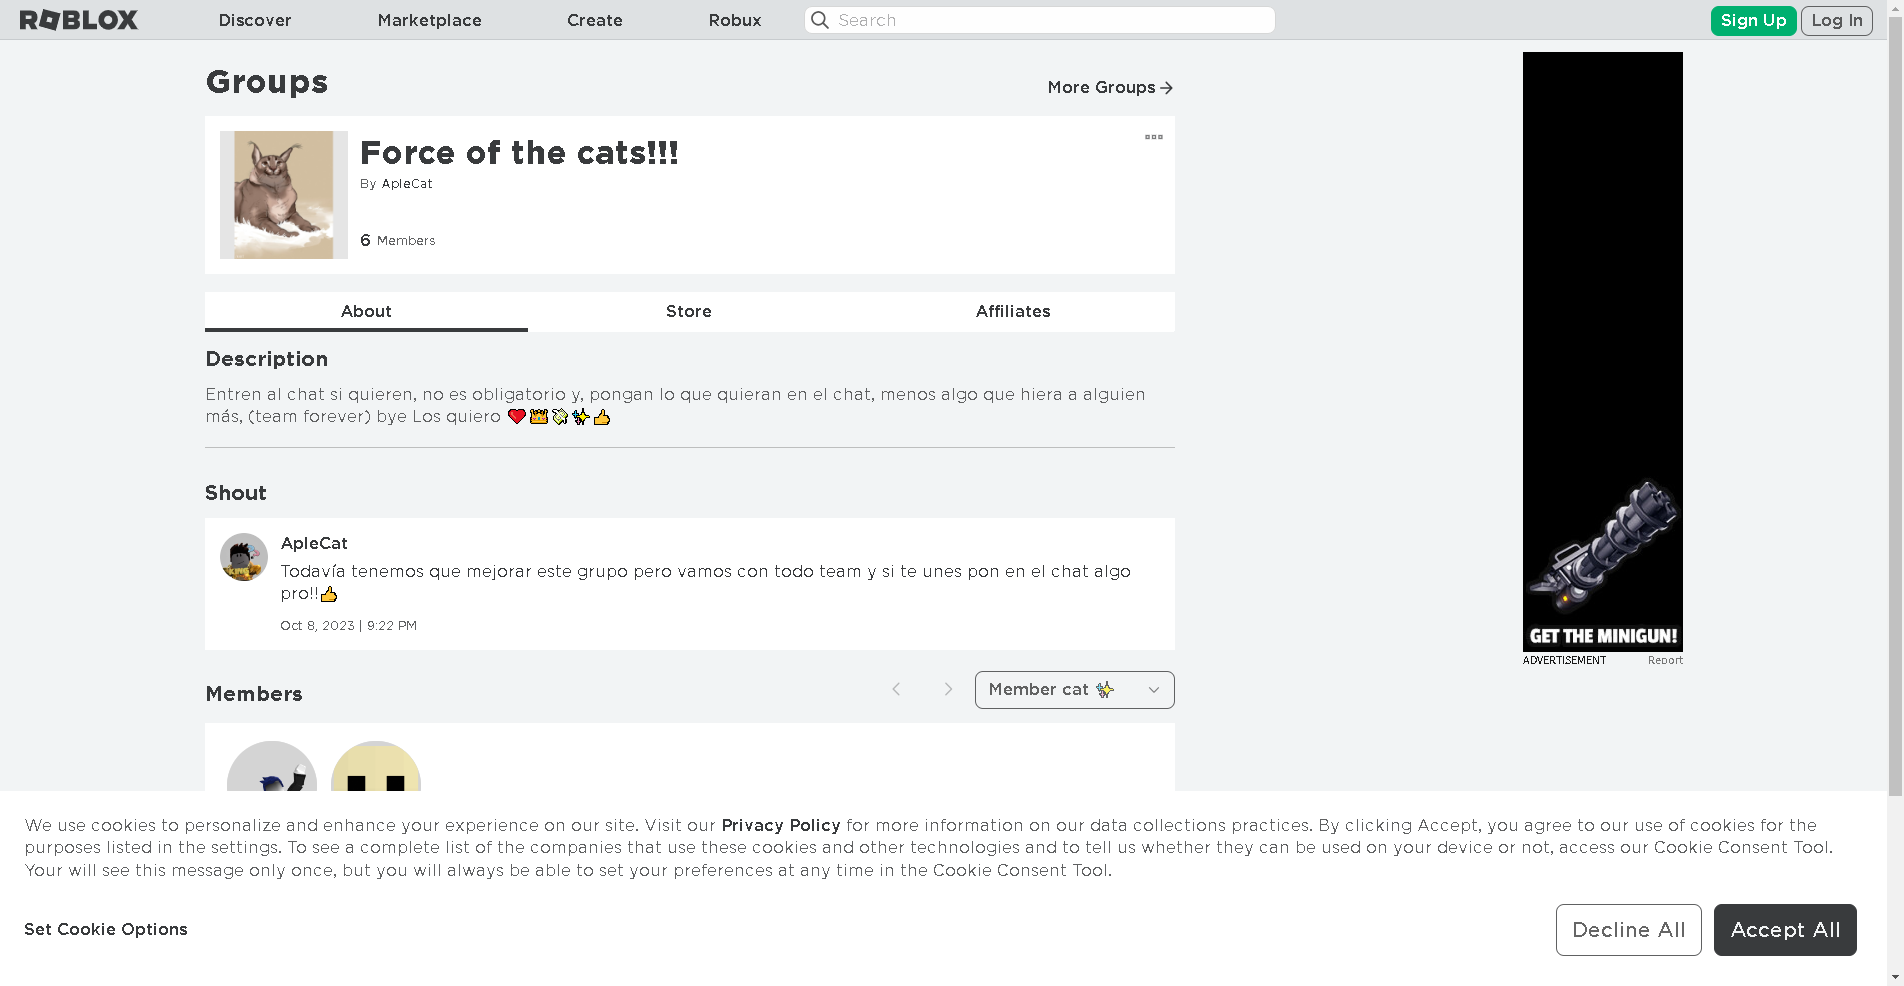 ROBLOX
Discover
Marketplace
Create
Robux
Search
Sign Up
Log In
Groups
More Groups
Force of the cats!!!
By ApleCat
6 Members
About
Store
Affiliates
Description
Entren al chat si quieren, no es obligatorio y, pongan lo que quieran en el chat, menos algo que hiera a alguien
más, (team forever) bye Los quiero ❤️👑💸✨👍
Shout
ApleCat
Todavía tenemos que mejorar este grupo pero vamos con todo team y si te unes pon en el chat algo
pro!!👍
Oct 8, 2023 | 9:22 PM
GET THE MINIGUN!
ADVERTISEMENT
Report
Members
Member cat ✨
We use cookies to personalize and enhance your experience on our site. Visit our Privacy Policy for more information on our data collections practices. By clicking Accept, you agree to our use of cookies for the
purposes listed in the settings. To see a complete list of the companies that use these cookies and other technologies and to tell us whether they can be used on your device or not, access our Cookie Consent Tool.
Your will see this message only once, but you will always be able to set your preferences at any time in the Cookie Consent Tool.
Set Cookie Options
Decline All
Accept All